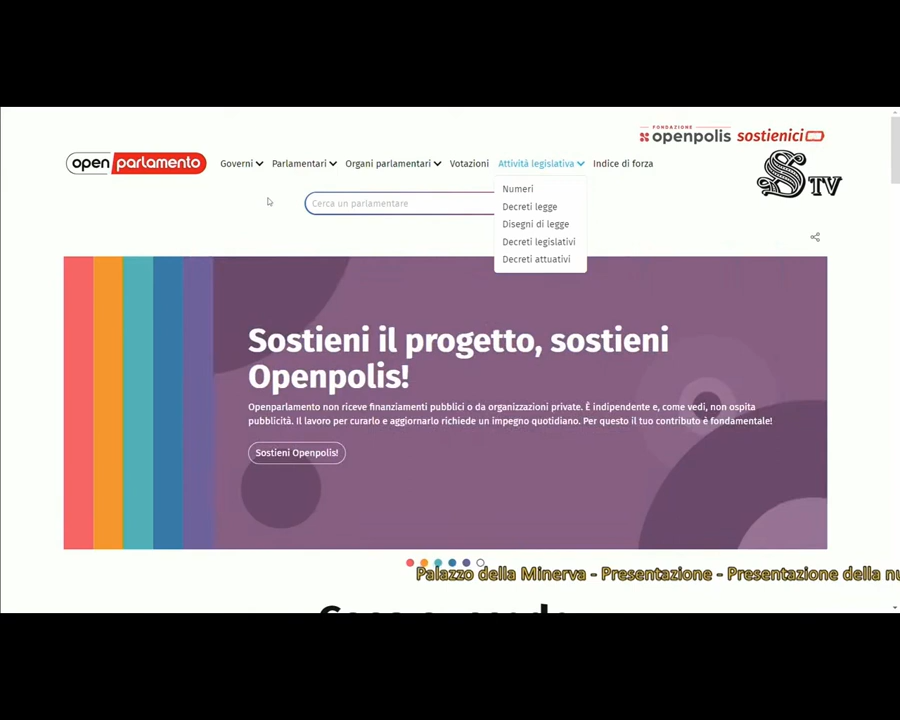 FONDAZIONE
openpolis sostienici
open parlamento Governi Parlamentari Organi parlamentari Votazioni Attività legislativa Indice di forza
S TV
Numeri
Cerca un parlamentare
Decreti legge
Disegni di legge
Decreti legislativi
Decreti attuativi
Sostieni il progetto, sostieni
Openpolis!
Openparlamento non riceve finanziamenti pubblici o da organizzazioni private. È indipendente e, come vedi, non ospita
pubblicità. Il lavoro per curarlo e aggiornarlo richiede un impegno quotidiano. Per questo il tuo contributo è fondamentale!
Sostieni Openpolis!
Palazzo della Minerva - Presentazione - Presentazione della nu